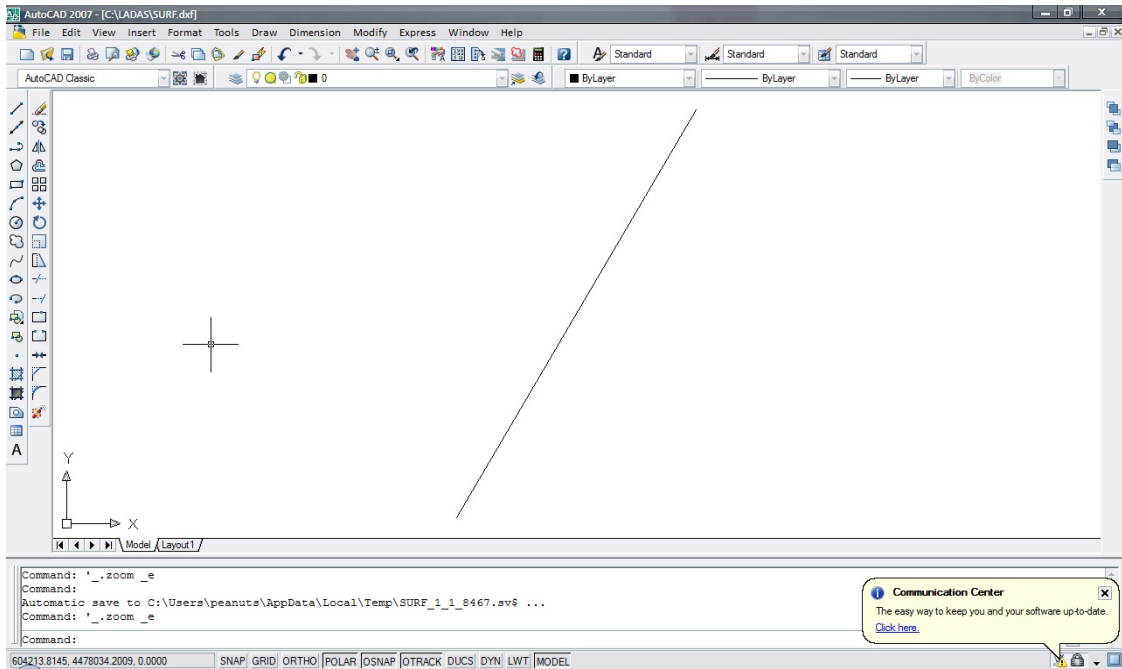 AutoCAD 2007 - [C:\LADAS\SURF.dxf]
File Edit View Insert Format Tools Draw Dimension Modify Express Window Help
Standard Standard Standard
AutoCAD Classic 0 ByLayer ByLayer ByLayer ByColor
A
Y
X
Model Layout1
Command: '_.zoom _e
Command:
Automatic save to C:\Users\peanuts\AppData\Local\Temp\SURF_1_1_8467.sv$ ...
Command: '_.zoom _e
Command:
Communication Center
The easy way to keep you and your software up-to-date.
Click here.
604213.8145, 4478034.2009, 0.0000 SNAP GRID ORTHO POLAR OSNAP OTRACK DUCS DYN LWT MODEL